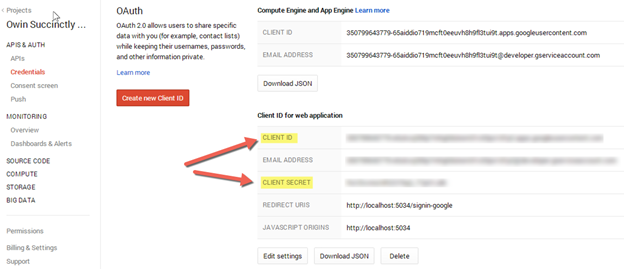 Projects
Owin Succinctly ...
APIS & AUTH
APIs
Credentials
Consent screen
Push
MONITORING
Overview
Dashboards & Alerts
SOURCE CODE
COMPUTE
STORAGE
BIG DATA
Permissions
Billing & Settings
Support
OAuth
OAuth 2.0 allows users to share specific
data with you (for example, contact lists)
while keeping their usernames, passwords,
and other information private.
Learn more
Create new Client ID
Compute Engine and App Engine Learn more
CLIENT ID 350799643779-65aiddio719mcft0eeuvh8h9fl3tui9t.apps.googleusercontent.com
EMAIL ADDRESS 350799643779-65aiddio719mcft0eeuvh8h9fl3tui9t@developer.gserviceaccount.com
Download JSON
Client ID for web application
CLIENT ID
EMAIL ADDRESS
CLIENT SECRET
REDIRECT URIS http://localhost:5034/signin-google
JAVASCRIPT ORIGINS http://localhost:5034
Edit settings Download JSON Delete